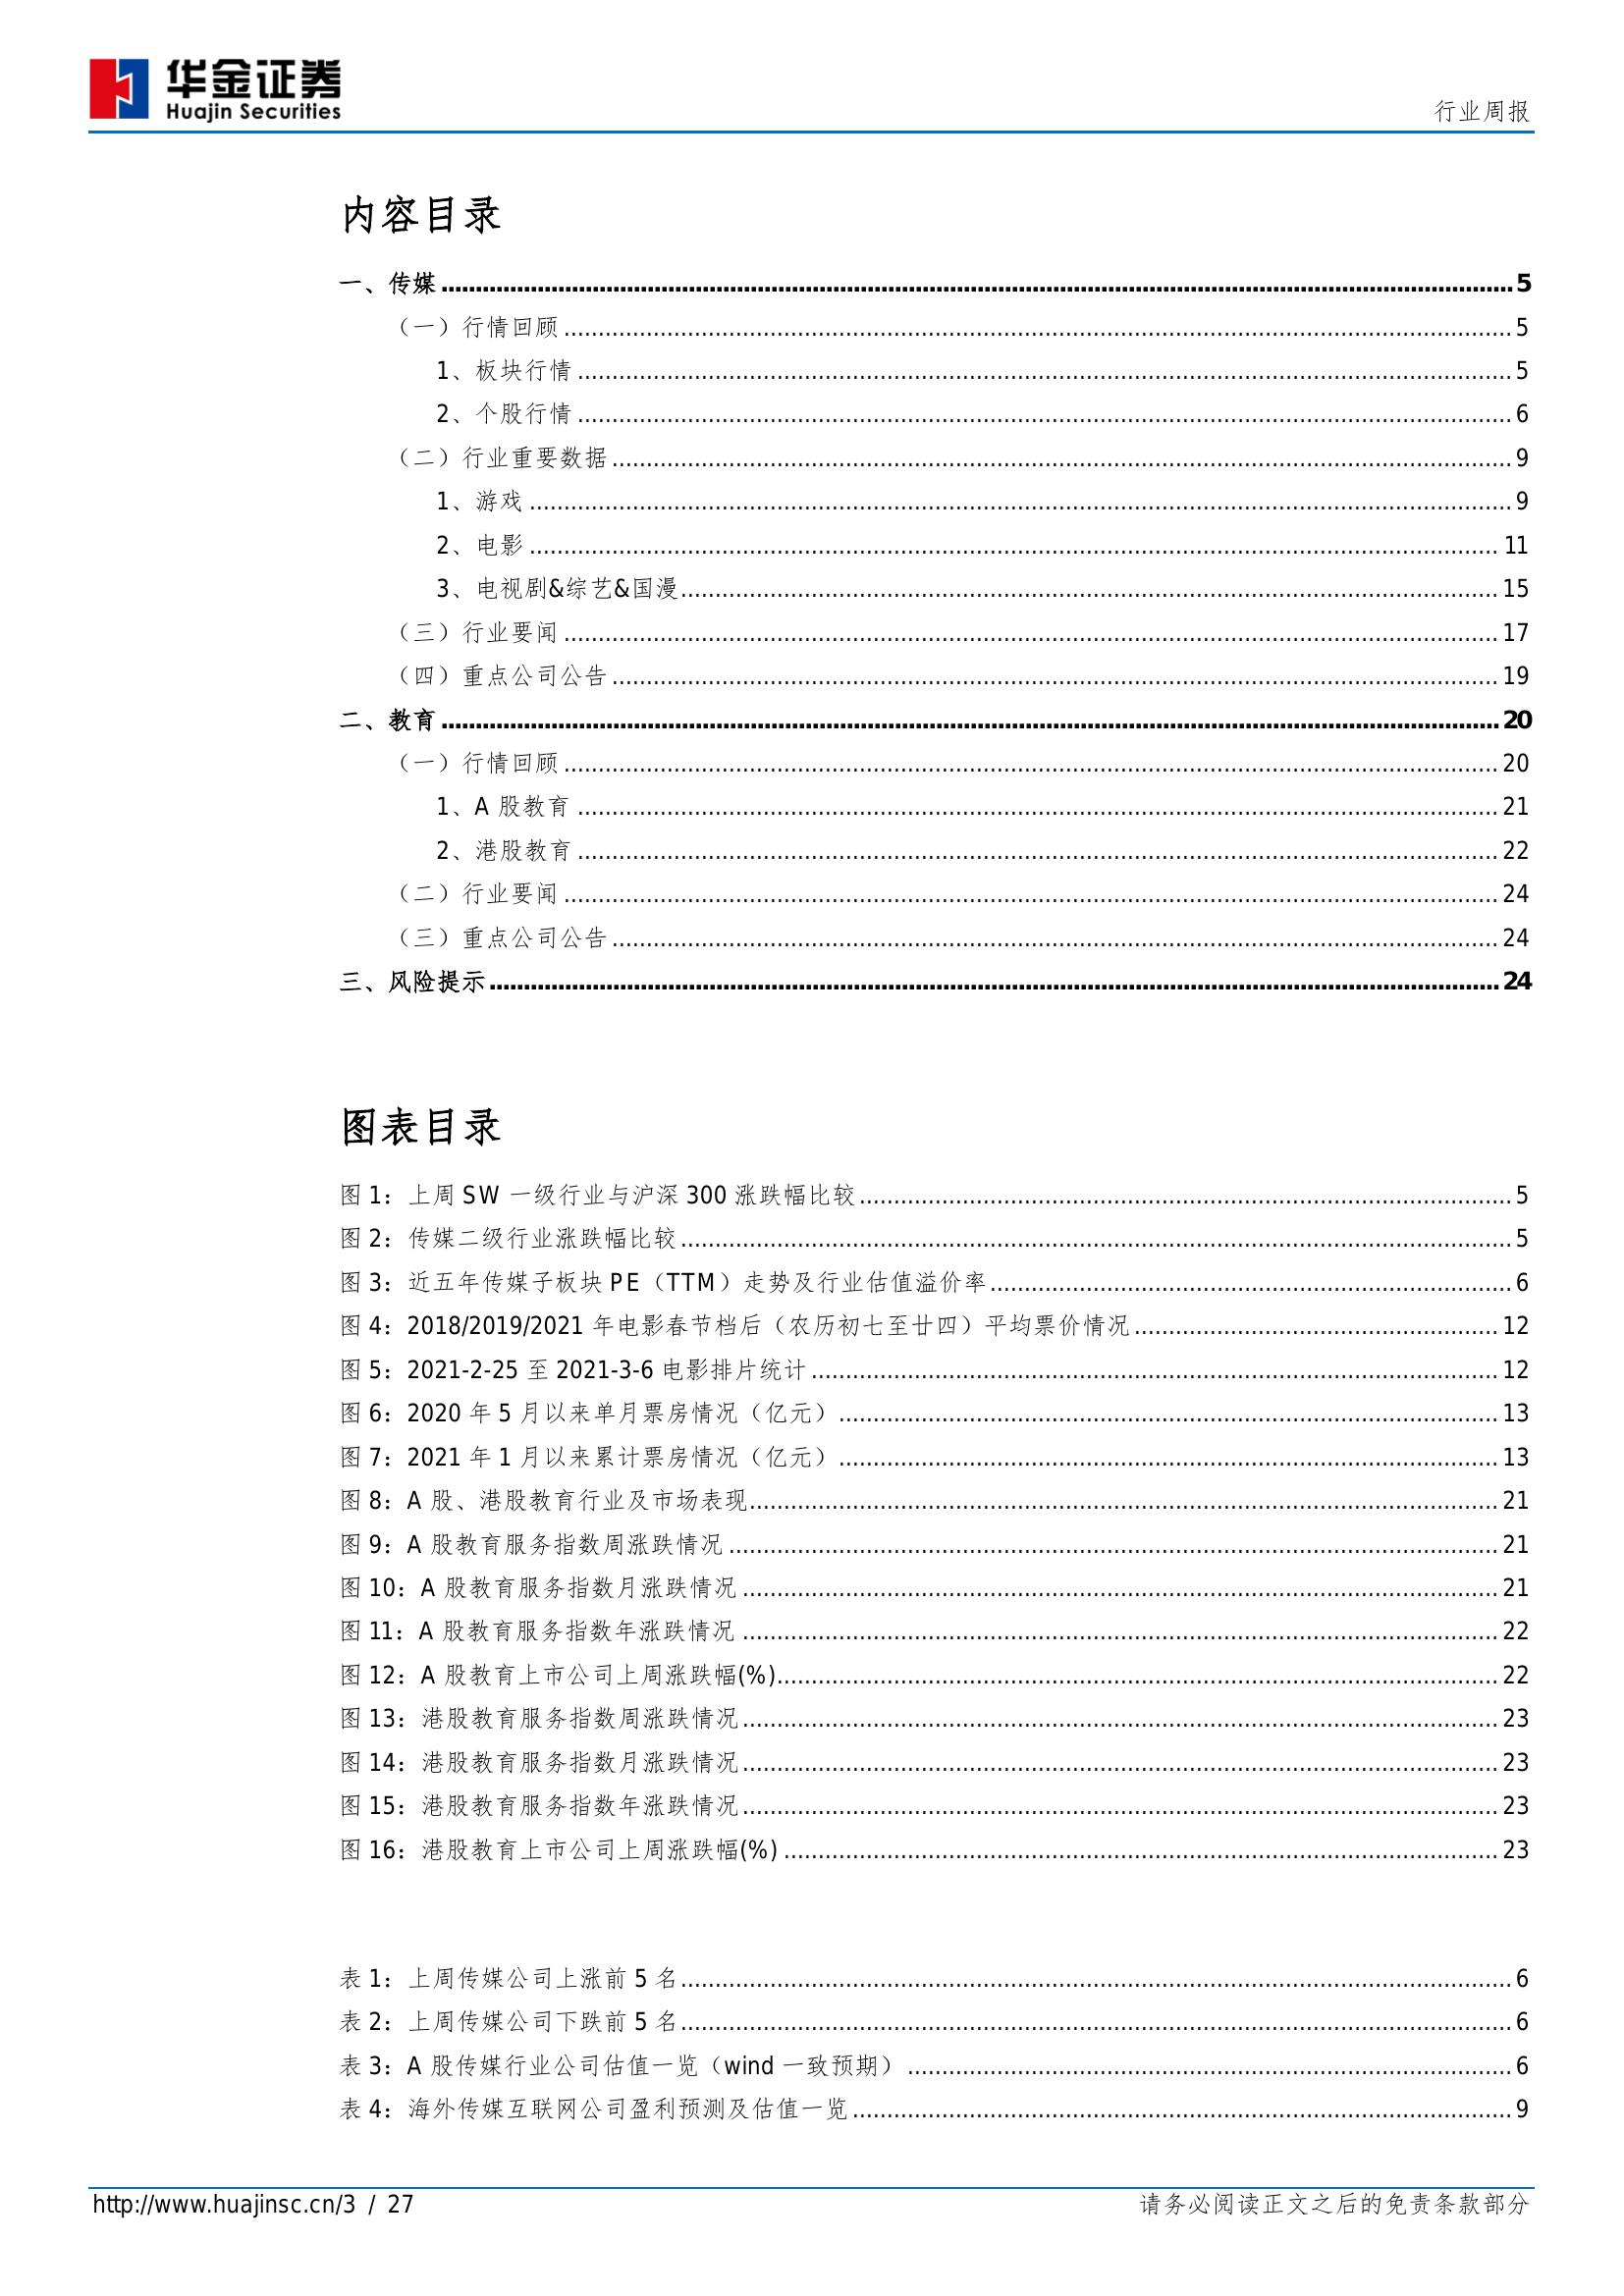 华金证券
Huajin Securities
行业周报
内容目录
一、传媒 5
（一）行情回顾 5
1、板块行情 5
2、个股行情 6
（二）行业重要数据 9
1、游戏 9
2、电影 11
3、电视剧&综艺&国漫 15
（三）行业要闻 17
（四）重点公司公告 19
二、教育 20
（一）行情回顾 20
1、A 股教育 21
2、港股教育 22
（二）行业要闻 24
（三）重点公司公告 24
三、风险提示 24
图表目录
图 1：上周 SW 一级行业与沪深 300 涨跌幅比较 5
图 2：传媒二级行业涨跌幅比较 5
图 3：近五年传媒子板块 PE（TTM）走势及行业估值溢价率 6
图 4：2018/2019/2021 年电影春节档后（农历初七至廿四）平均票价情况 12
图 5：2021-2-25 至 2021-3-6 电影排片统计 12
图 6：2020 年 5 月以来单月票房情况（亿元） 13
图 7：2021 年 1 月以来累计票房情况（亿元） 13
图 8：A 股、港股教育行业及市场表现 21
图 9：A 股教育服务指数周涨跌情况 21
图 10：A 股教育服务指数月涨跌情况 21
图 11：A 股教育服务指数年涨跌情况 22
图 12：A 股教育上市公司上周涨跌幅(%) 22
图 13：港股教育服务指数周涨跌情况 23
图 14：港股教育服务指数月涨跌情况 23
图 15：港股教育服务指数年涨跌情况 23
图 16：港股教育上市公司上周涨跌幅(%) 23
表 1：上周传媒公司上涨前 5 名 6
表 2：上周传媒公司下跌前 5 名 6
表 3：A 股传媒行业公司估值一览（wind 一致预期） 6
表 4：海外传媒互联网公司盈利预测及估值一览 9
http://www.huajinsc.cn/3 / 27
请务必阅读正文之后的免责条款部分